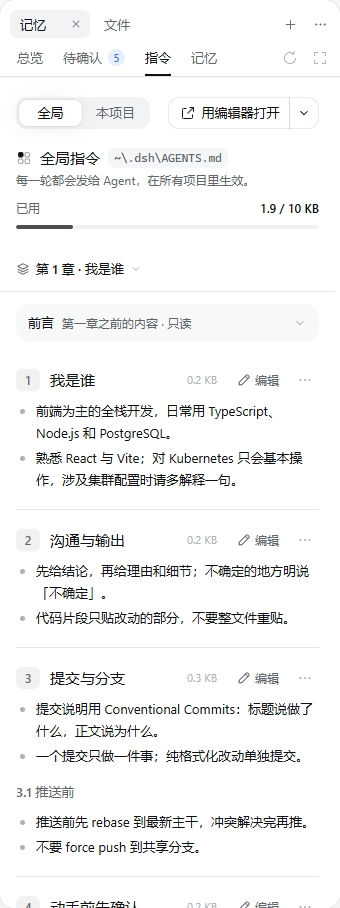 记忆 × 文件 + ···
总览 待确认 5 指令 记忆
全局 本项目 用编辑器打开
全局指令 ~\.dsh\AGENTS.md
每一轮都会发给 Agent，在所有项目里生效。
已用 1.9 / 10 KB
第 1 章 · 我是谁
前言 第一章之前的内容 · 只读
1 我是谁 0.2 KB 编辑 ···
前端为主的全栈开发，日常用 TypeScript、
Node.js 和 PostgreSQL。
熟悉 React 与 Vite；对 Kubernetes 只会基本操
作，涉及集群配置时请多解释一句。
2 沟通与输出 0.2 KB 编辑 ···
先给结论，再给理由和细节；不确定的地方明说
「不确定」。
代码片段只贴改动的部分，不要整文件重贴。
3 提交与分支 0.3 KB 编辑 ···
提交说明用 Conventional Commits：标题说做了
什么，正文说为什么。
一个提交只做一件事；纯格式化改动单独提交。
3.1 推送前
推送前先 rebase 到最新主干，冲突解决完再推。
不要 force push 到共享分支。
4 动手前先确认 0.2 KB 编辑 ···